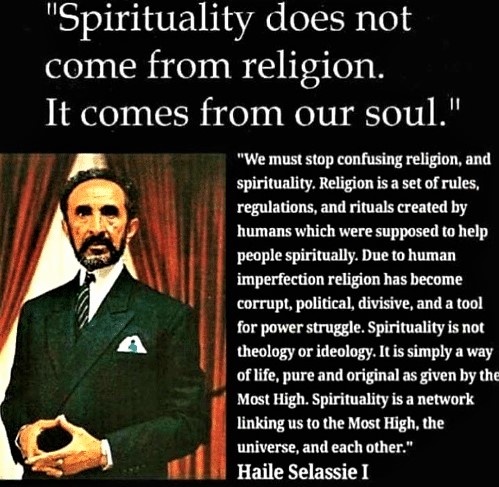 "Spirituality does not
come from religion.
It comes from our soul."
"We must stop confusing religion, and
spirituality. Religion is a set of rules,
regulations, and rituals created by
humans which were supposed to help
people spiritually. Due to human
imperfection religion has become
corrupt, political, divisive, and a tool
for power struggle. Spirituality is not
theology or ideology. It is simply a way
of life, pure and original as given by the
Most High. Spirituality is a network
linking us to the Most High, the
universe, and each other."
Haile Selassie I